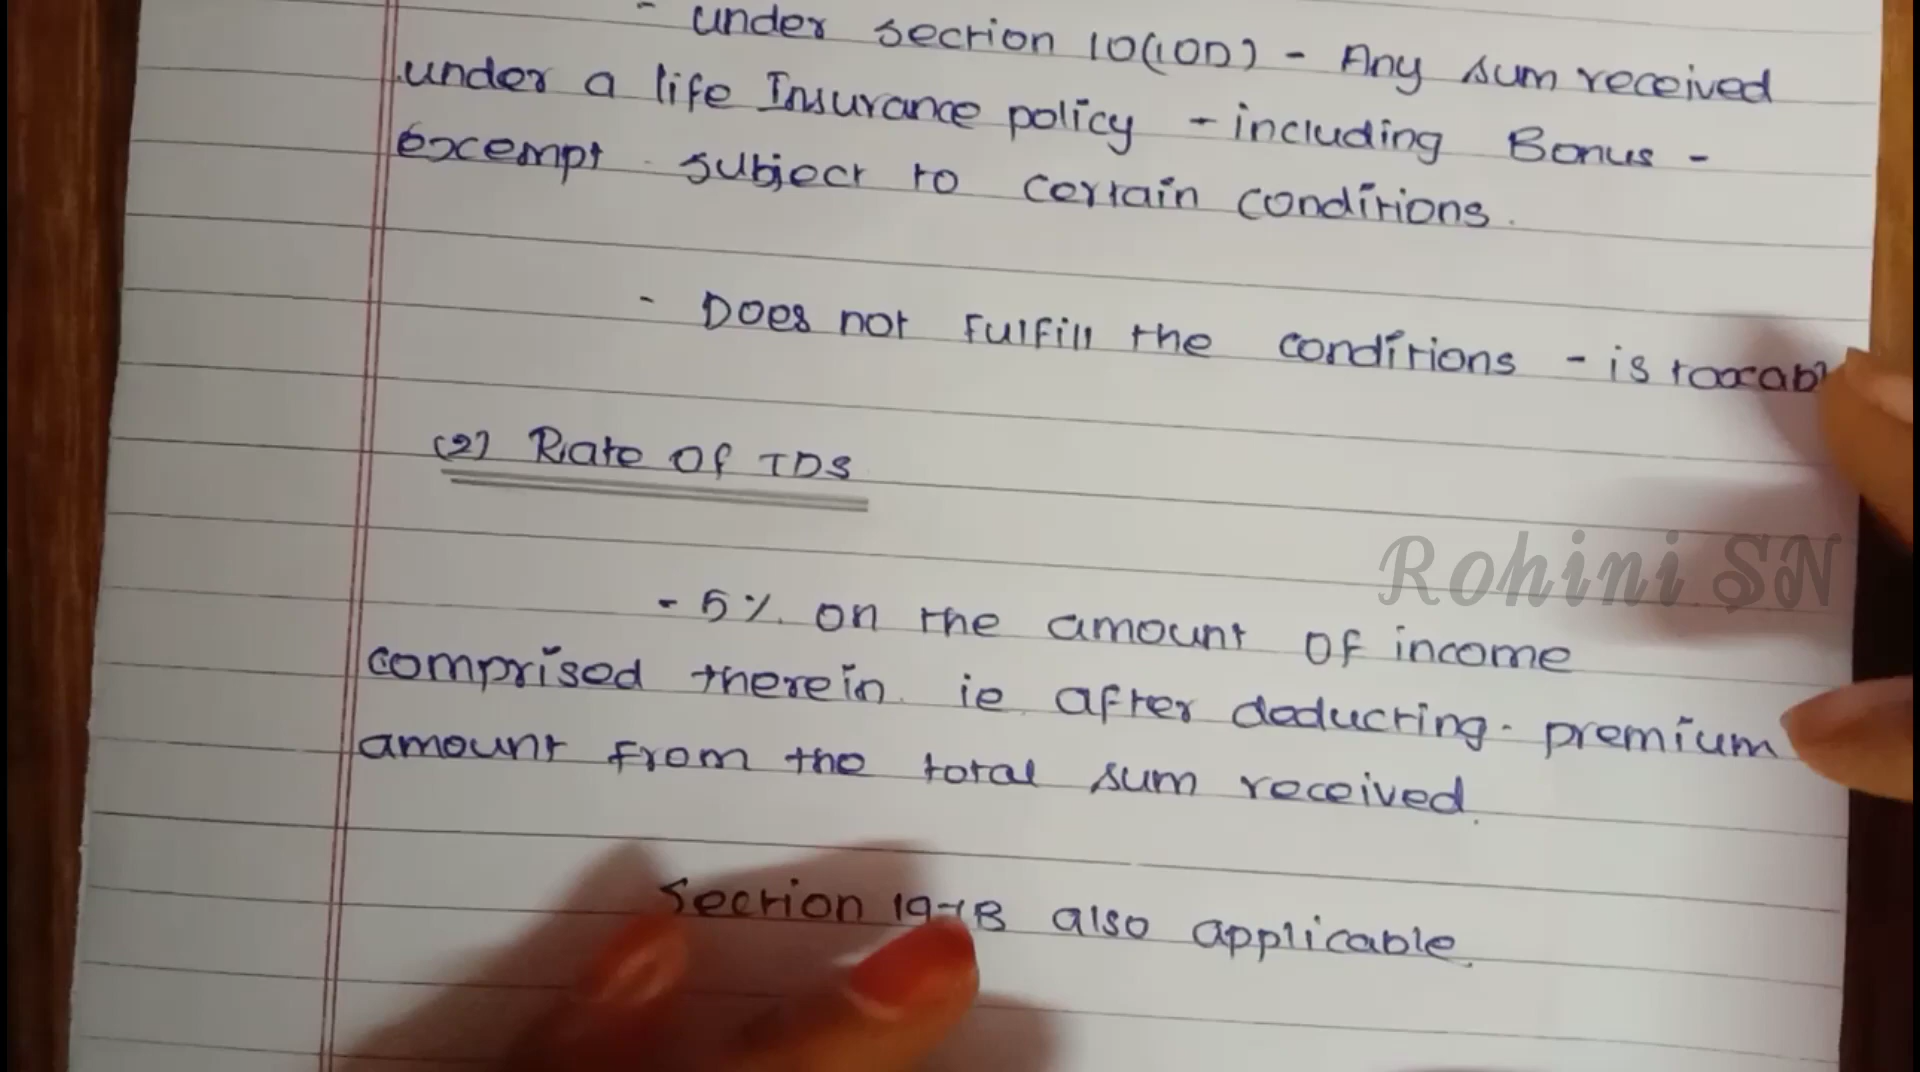 - under section 10(10D) - Any sum received
under a life Insurance policy - including Bonus -
excempt subject to certain conditions.
- Does not fulfill the conditions - is
(2) Rate of TDS
Rohini SN
- 5% on the amount of income
comprised therein ie after deducting premium
amount from the total sum received.
Section also applicable.